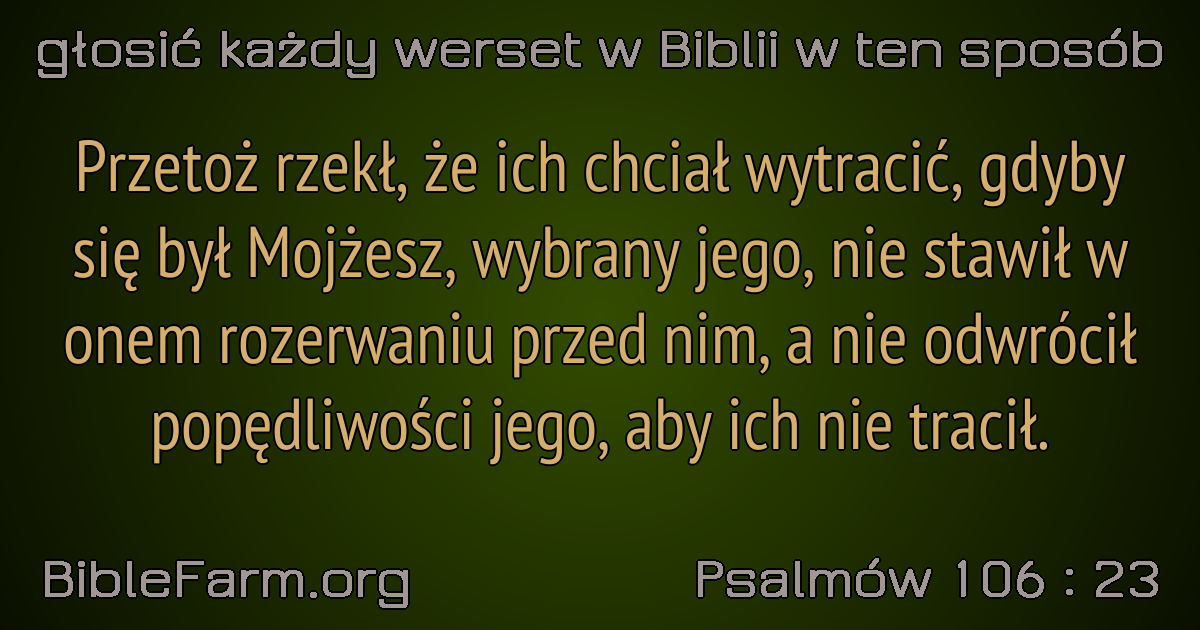 głosić każdy werset w Biblii w ten sposób
Przetoż rzekł, że ich chciał wytracić, gdyby
się był Mojżesz, wybrany jego, nie stawił w
onem rozerwaniu przed nim, a nie odwrócił
popędliwości jego, aby ich nie tracił.
BibleFarm.org
Psalmów 106 : 23